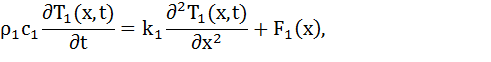 ρ₁c₁ ∂T₁(x,t)/∂t = k₁ ∂²T₁(x,t)/∂x² + F₁(x),